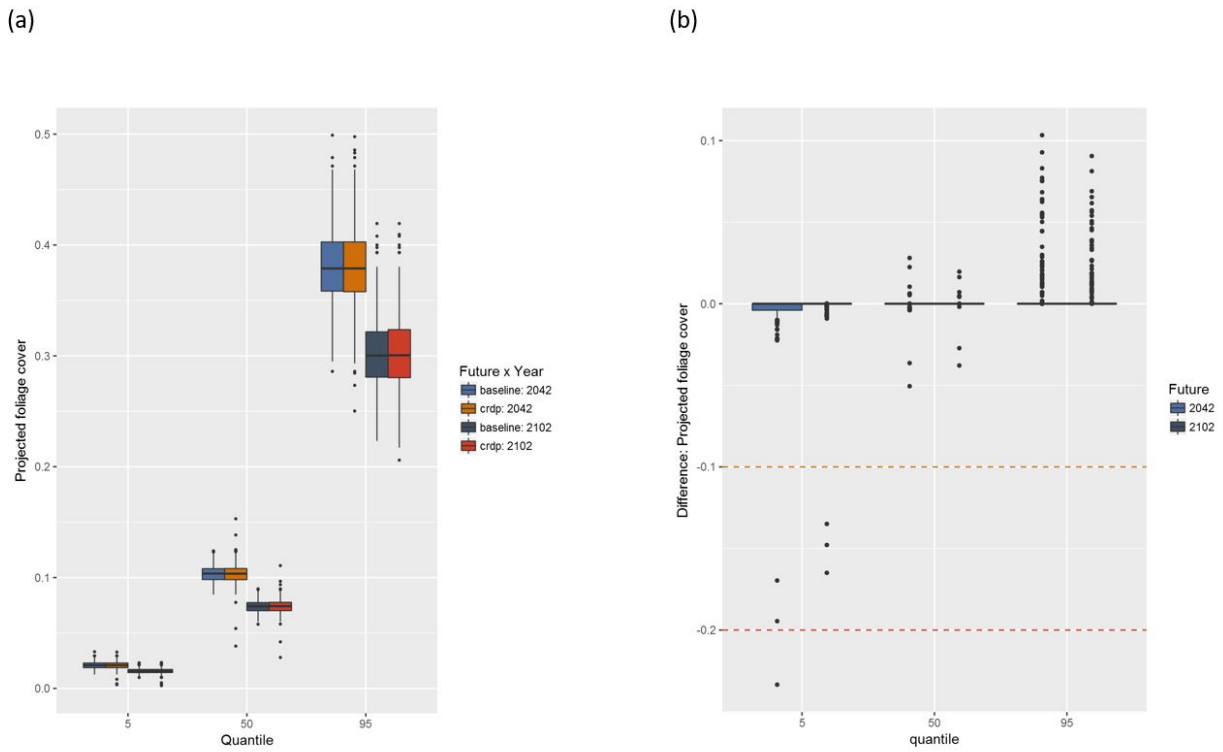 (a)
(b)
Projected foliage cover
0.5
0.4
0.3
0.2
0.1
0.0
5
50
95
Quantile
Future x Year
baseline: 2042
crdp: 2042
baseline: 2102
crdp: 2102
Difference: Projected foliage cover
0.1
0.0
-0.1
-0.2
5
50
95
quantile
Future
2042
2102